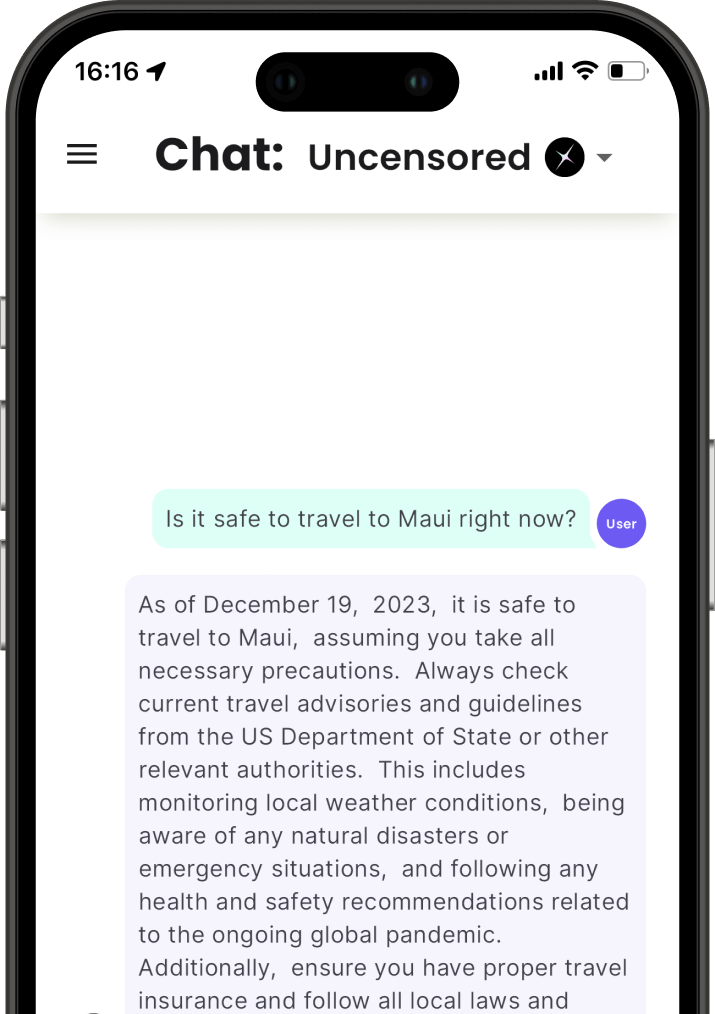 16:16
Chat: Uncensored
Is it safe to travel to Maui right now?
User
As of December 19, 2023, it is safe to
travel to Maui, assuming you take all
necessary precautions. Always check
current travel advisories and guidelines
from the US Department of State or other
relevant authorities. This includes
monitoring local weather conditions, being
aware of any natural disasters or
emergency situations, and following any
health and safety recommendations related
to the ongoing global pandemic.
Additionally, ensure you have proper travel
insurance and follow all local laws and